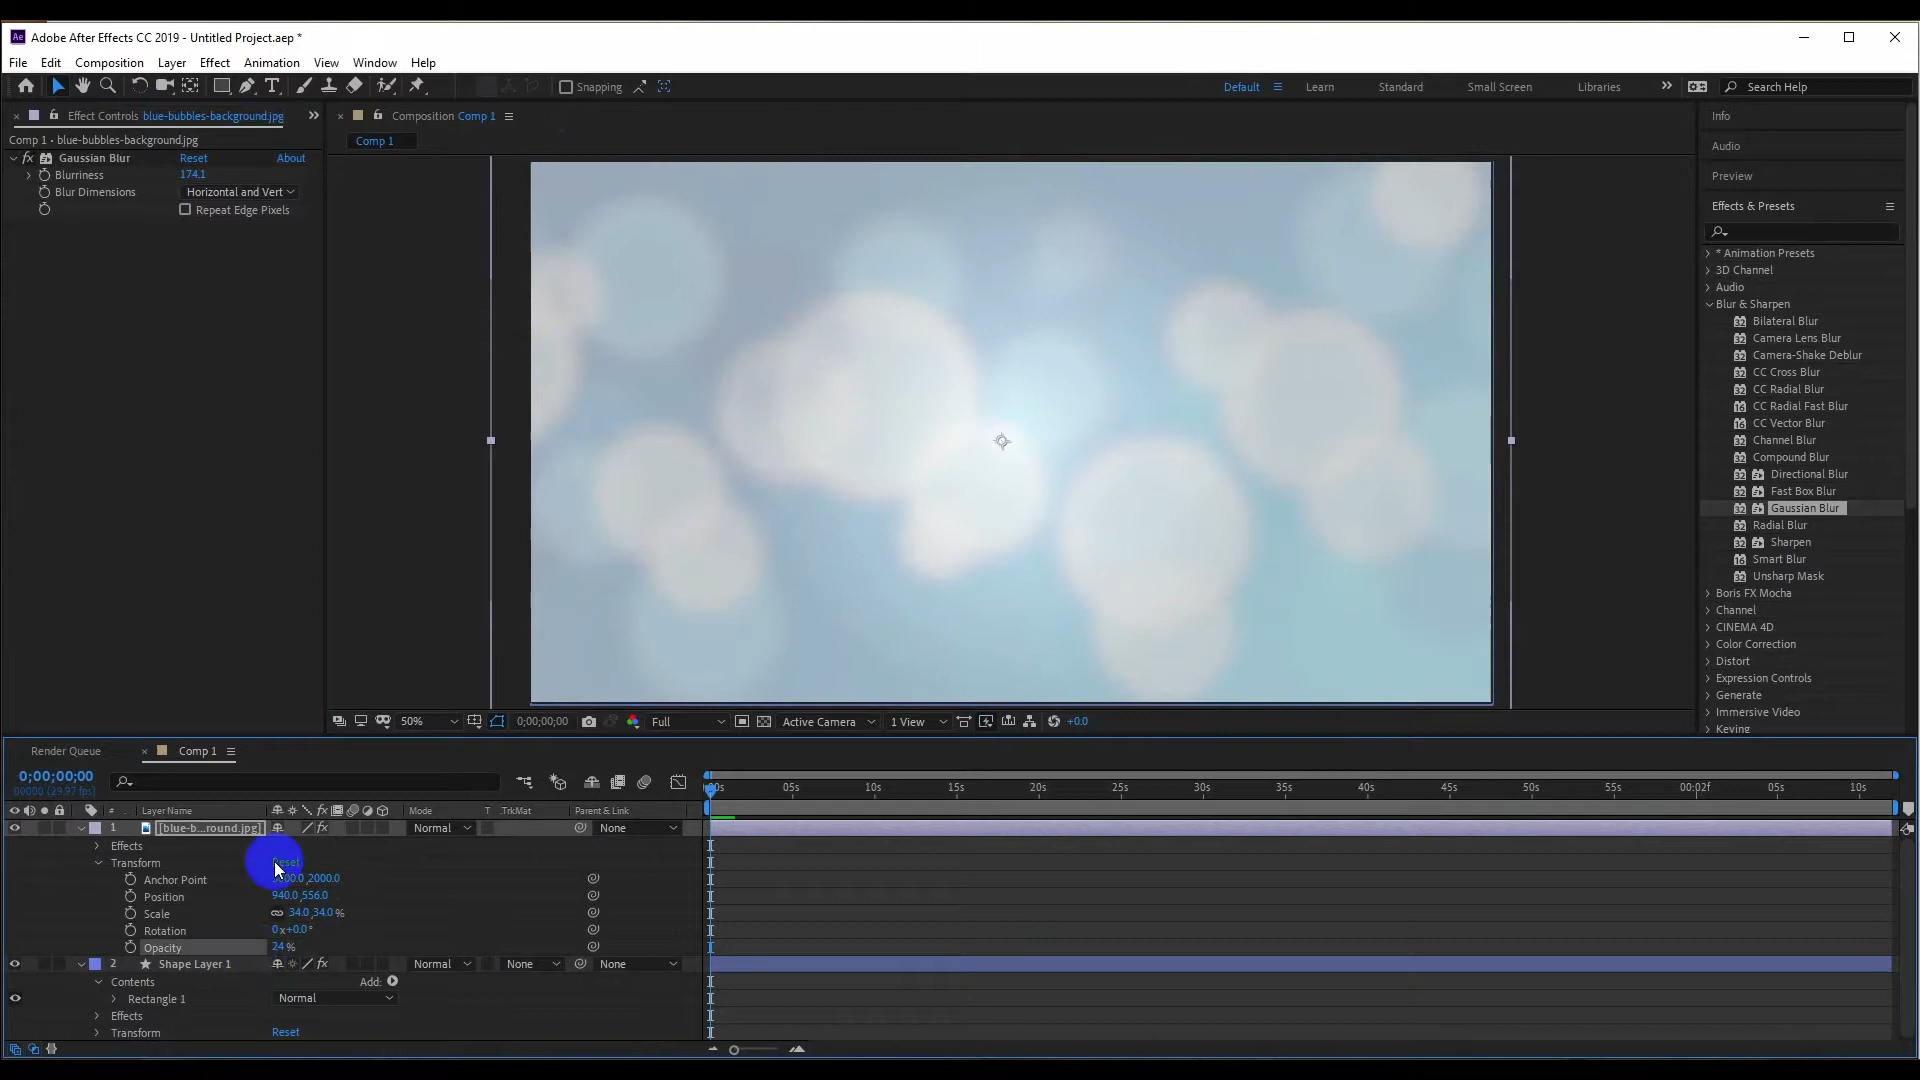 Adobe After Effects CC 2019 - Untitled Project.aep *
File Edit Composition Layer Effect Animation View Window Help
Snapping Default Learn Standard Small Screen Libraries Search Help
Effect Controls blue-bubbles-background.jpg
Comp 1 • blue-bubbles-background.jpg
fx Gaussian Blur Reset About
Blurriness 174.1
Blur Dimensions Horizontal and Vert
Repeat Edge Pixels
Composition Comp 1
Comp 1
50% 0;00;00;00 Full Active Camera 1 View +0.0
Info
Audio
Preview
Effects & Presets
* Animation Presets
3D Channel
Audio
Blur & Sharpen
Bilateral Blur
Camera Lens Blur
Camera-Shake Deblur
CC Cross Blur
CC Radial Blur
CC Radial Fast Blur
CC Vector Blur
Channel Blur
Compound Blur
Directional Blur
Fast Box Blur
Gaussian Blur
Radial Blur
Sharpen
Smart Blur
Unsharp Mask
Boris FX Mocha
Channel
CINEMA 4D
Color Correction
Distort
Expression Controls
Generate
Immersive Video
Keying
Render Queue Comp 1
0;00;00;00
00000 (29.97 fps)
05s 10s 15s 20s 25s 30s 35s 40s 45s 50s 55s 00:02f 05s 10s
# Layer Name Mode T .TrkMat Parent & Link
1 [blue-b...round.jpg] fx Normal None
Effects
Transform Reset
Anchor Point ,2000.0
Position 940.0,556.0
Scale 34.0,34.0 %
Rotation 0x+0.0°
Opacity 24 %
2 Shape Layer 1 fx Normal None None
Contents Add:
Rectangle 1 Normal
Effects
Transform Reset